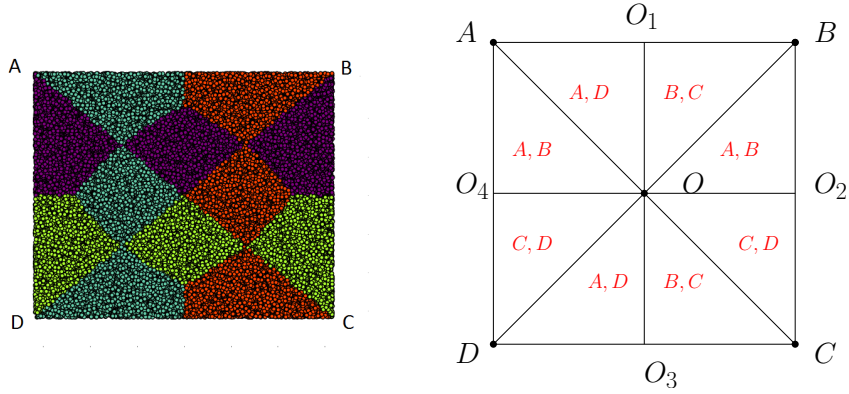 A
B
D
C
A
O₁
B
A, D
B, C
A, B
A, B
O₄
O
O₂
C, D
C, D
A, D
B, C
D
O₃
C